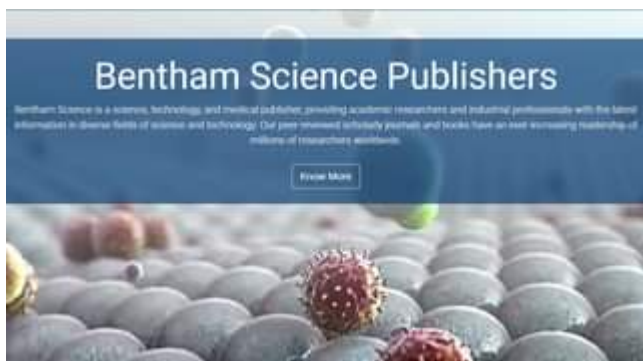 Bentham Science Publishers
Bentham Science is a science, technology, and medical publisher, providing academic researchers and industrial professionals with the latest
information in diverse fields of science and technology. Our peer-reviewed scholarly journals and books have an ever-increasing readership of
millions of researchers worldwide.
Know More